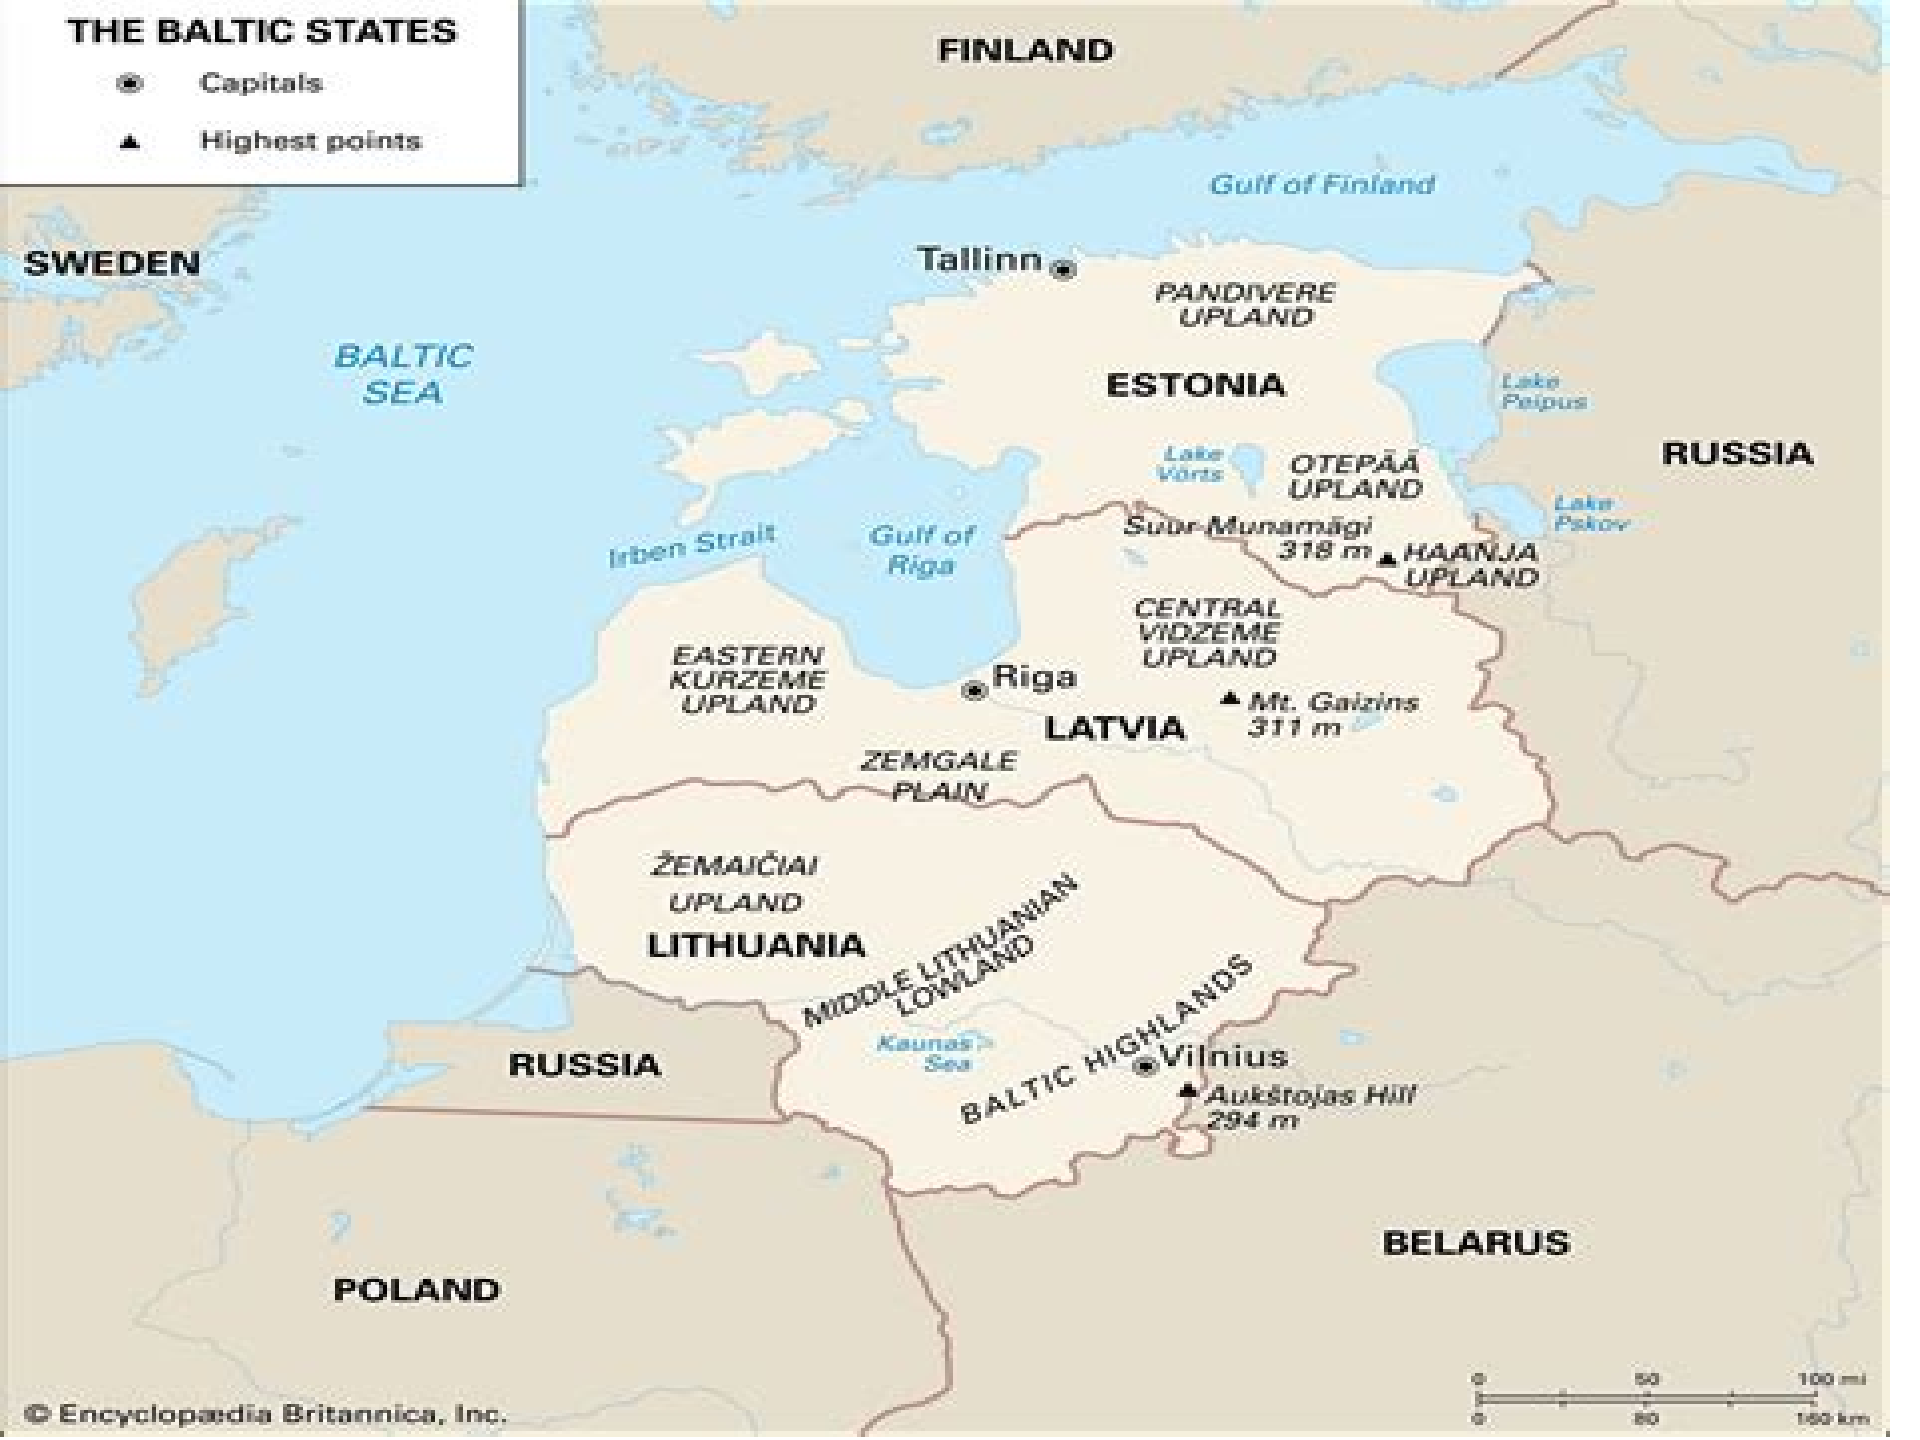 THE BALTIC STATES
Capitals
Highest points
FINLAND
Gulf of Finland
SWEDEN
Tallinn
PANDIVERE
UPLAND
BALTIC
SEA
ESTONIA
Lake
Peipus
RUSSIA
Lake
Võrts
OTEPÄÄ
UPLAND
Lake
Pskov
Irben Strait
Gulf of
Riga
Suur Munamägi
318 m
HAANJA
UPLAND
CENTRAL
VIDZEME
UPLAND
EASTERN
KURZEME
UPLAND
Riga
Mt. Gaizins
311 m
LATVIA
ZEMGALE
PLAIN
ŽEMAIČIAI
UPLAND
LITHUANIA
MIDDLE LITHUANIAN
LOWLAND
Kaunas
Sea
BALTIC HIGHLANDS
Vilnius
RUSSIA
Aukštojas Hill
294 m
BELARUS
POLAND
0 50 100 mi
0 80 160 km
© Encyclopædia Britannica, Inc.